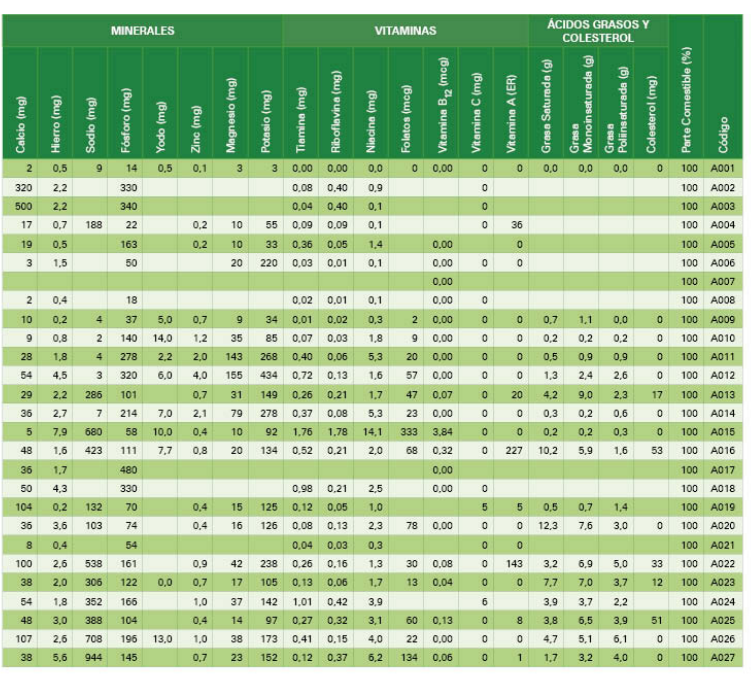 MINERALES VITAMINAS ÁCIDOS GRASOS Y COLESTEROL
Calcio (mg) Hierro (mg) Sodio (mg) Fósforo (mg) Yodo (mg) Zinc (mg) Magnesio (mg) Potasio (mg) Tiamina (mg) Riboflavina (mg) Niacina (mg) Folatos (mcg) Vitamina B12 (mcg) Vitamina C (mg) Vitamina A (ER) Grasa Saturada (g) Grasa Monoinsaturada (g) Grasa Poliinsaturada (g) Colesterol (mg) Parte Comestible (%) Código
2 0,5 9 14 0,5 0,1 3 3 0,00 0,00 0,0 0 0,00 0 0 0,0 0,0 0,0 0 100 A001
320 2,2 330 0,08 0,40 0,9 0 100 A002
500 2,2 340 0,04 0,40 0,1 0 100 A003
17 0,7 188 22 0,2 10 55 0,09 0,09 0,1 0 36 100 A004
19 0,5 163 0,2 10 33 0,36 0,05 1,4 0,00 0 100 A005
3 1,5 50 20 220 0,03 0,01 0,1 0,00 0 0 100 A006
0,00 100 A007
2 0,4 18 0,02 0,01 0,1 0,00 0 100 A008
10 0,2 4 37 5,0 0,7 9 34 0,01 0,02 0,3 2 0,00 0 0 0,7 1,1 0,0 0 100 A009
9 0,8 2 140 14,0 1,2 35 85 0,07 0,03 1,8 9 0,00 0 0 0,2 0,2 0,2 0 100 A010
28 1,8 4 278 2,2 2,0 143 268 0,40 0,06 5,3 20 0,00 0 0 0,5 0,9 0,9 0 100 A011
54 4,5 3 320 6,0 4,0 155 434 0,72 0,13 1,6 57 0,00 0 0 1,3 2,4 2,6 0 100 A012
29 2,2 286 101 0,7 31 149 0,26 0,21 1,7 47 0,07 0 20 4,2 9,0 2,3 17 100 A013
36 2,7 7 214 7,0 2,1 79 278 0,37 0,08 5,3 23 0,00 0 0 0,3 0,2 0,6 0 100 A014
5 7,9 680 58 10,0 0,4 10 92 1,76 1,78 14,1 333 3,84 0 0 0,2 0,2 0,3 0 100 A015
48 1,6 423 111 7,7 0,8 20 134 0,52 0,21 2,0 68 0,32 0 227 10,2 5,9 1,6 53 100 A016
36 1,7 480 0,00 100 A017
50 4,3 330 0,98 0,21 2,5 0,00 0 100 A018
104 0,2 132 70 0,4 15 125 0,12 0,05 1,0 5 5 0,5 0,7 1,4 100 A019
36 3,6 103 74 0,4 16 126 0,08 0,13 2,3 78 0,00 0 0 12,3 7,6 3,0 0 100 A020
8 0,4 54 0,04 0,03 0,3 0 0 100 A021
100 2,6 538 161 0,9 42 238 0,26 0,16 1,3 30 0,08 0 143 3,2 6,9 5,0 33 100 A022
38 2,0 306 122 0,0 0,7 17 105 0,13 0,06 1,7 13 0,04 0 0 7,7 7,0 3,7 12 100 A023
54 1,8 352 166 1,0 37 142 1,01 0,42 3,9 6 3,9 3,7 2,2 100 A024
48 3,0 388 104 0,4 14 97 0,27 0,32 3,1 60 0,13 0 8 3,8 6,5 3,9 51 100 A025
107 2,6 708 196 13,0 1,0 38 173 0,41 0,15 4,0 22 0,00 0 0 4,7 5,1 6,1 0 100 A026
38 5,6 944 145 0,7 23 152 0,12 0,37 6,2 134 0,06 0 1 1,7 3,2 4,0 0 100 A027